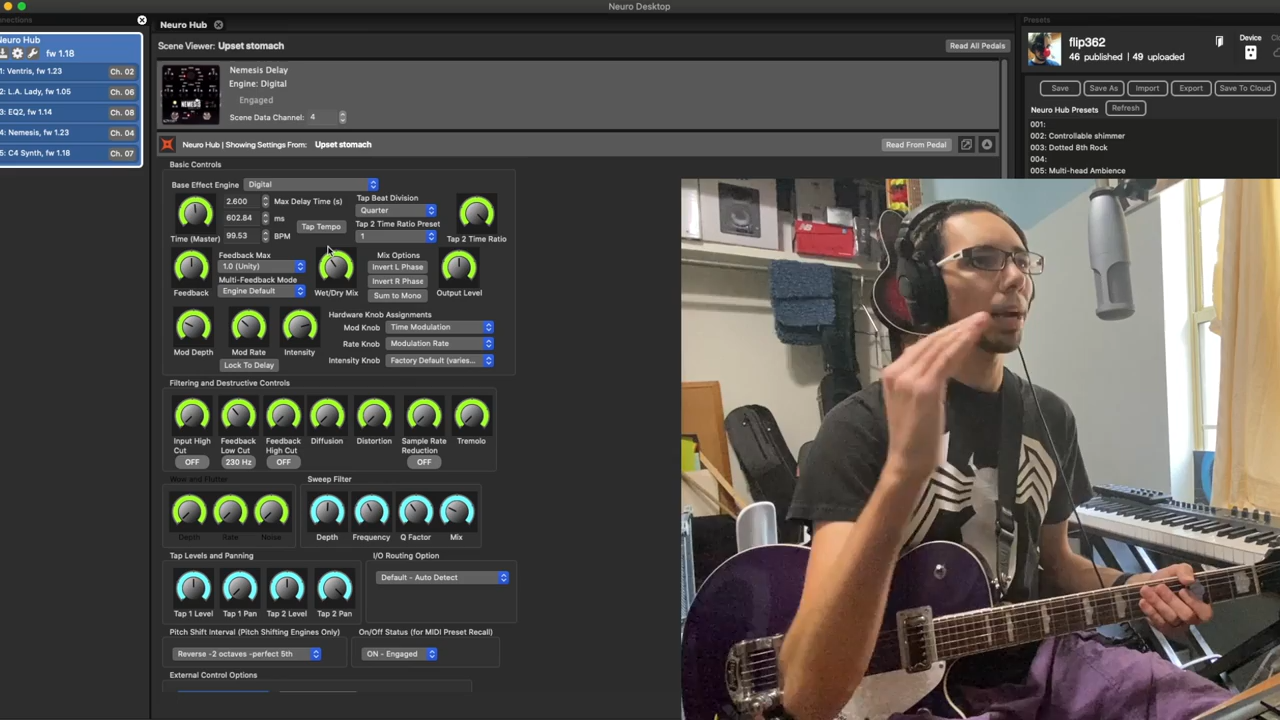 Neuro Desktop
Neuro Hub
Presets
Neuro Hub
fw 1.18
1: Ventris, fw 1.23 Ch. 02
2: L.A. Lady, fw 1.05 Ch. 06
3: EQ2, fw 1.14 Ch. 08
4: Nemesis, fw 1.23 Ch. 04
5: C4 Synth, fw 1.18 Ch. 07
Scene Viewer: Upset stomach
Read All Pedals
Nemesis Delay
Engine: Digital
Engaged
Scene Data Channel: 4
NEMESIS
Neuro Hub | Showing Settings From: Upset stomach
Read From Pedal
Basic Controls
Base Effect Engine Digital
2.600 Max Delay Time (s)
602.84 ms
99.53 BPM
Tap Tempo
Time (Master)
Tap Beat Division
Quarter
Tap 2 Time Ratio Preset
1
Tap 2 Time Ratio
Feedback Max
1.0 (Unity)
Multi-Feedback Mode
Engine Default
Feedback
Wet/Dry Mix
Mix Options
Invert L Phase
Invert R Phase
Sum to Mono
Output Level
Hardware Knob Assignments
Mod Knob Time Modulation
Rate Knob Modulation Rate
Intensity Knob Factory Default (varies...
Mod Depth Mod Rate Intensity
Lock To Delay
Filtering and Destructive Controls
Input High Cut
OFF
Feedback Low Cut
230 Hz
Feedback High Cut
OFF
Diffusion
Distortion
Sample Rate Reduction
OFF
Tremolo
Wow and Flutter
Depth Rate Noise
Sweep Filter
Depth Frequency Q Factor Mix
Tap Levels and Panning
Tap 1 Level Tap 1 Pan Tap 2 Level Tap 2 Pan
I/O Routing Option
Default - Auto Detect
Pitch Shift Interval (Pitch Shifting Engines Only)
Reverse -2 octaves -perfect 5th
On/Off Status (for MIDI Preset Recall)
ON - Engaged
External Control Options
flip362
46 published | 49 uploaded
Device
Save Save As Import Export Save To Cloud
Neuro Hub Presets Refresh
001:
002: Controllable shimmer
003: Dotted 8th Rock
004:
005: Multi-head Ambience